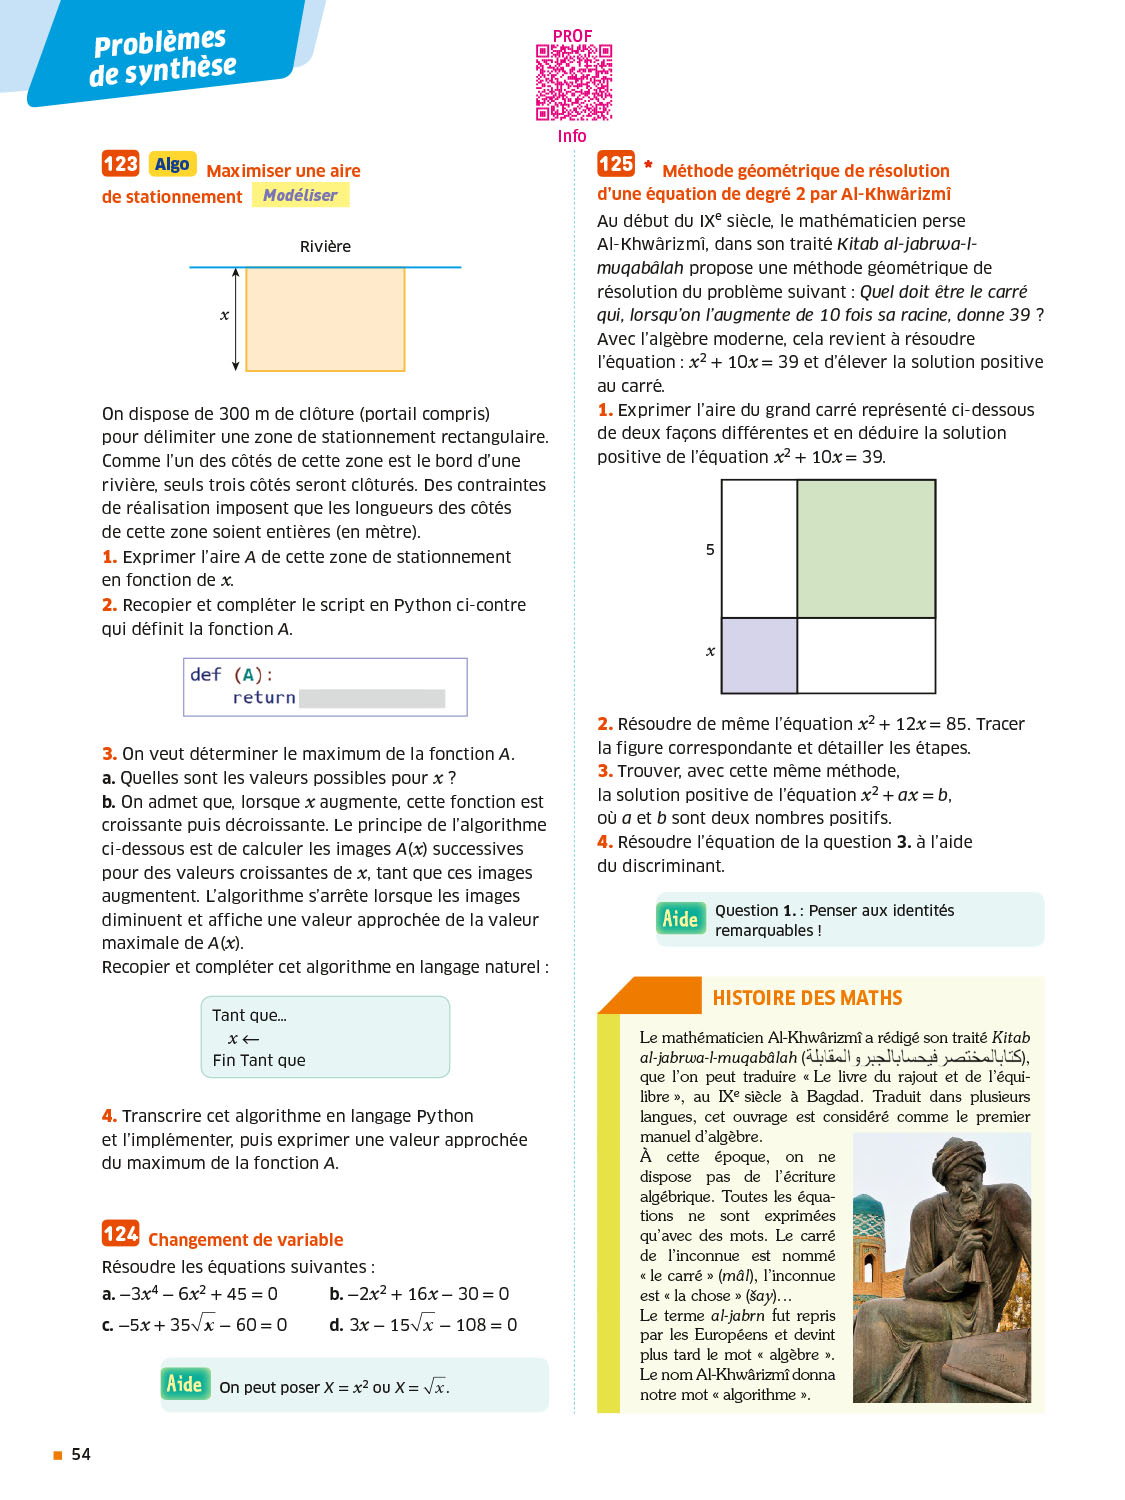 Problèmes
de synthèse
PROF
Info
123 Algo Maximiser une aire
de stationnement Modéliser
Rivière
x
On dispose de 300 m de clôture (portail compris)
pour délimiter une zone de stationnement rectangulaire.
Comme l'un des côtés de cette zone est le bord d'une
rivière, seuls trois côtés seront clôturés. Des contraintes
de réalisation imposent que les longueurs des côtés
de cette zone soient entières (en mètre).
1. Exprimer l'aire A de cette zone de stationnement
en fonction de x.
2. Recopier et compléter le script en Python ci-contre
qui définit la fonction A.
def (A):
return
3. On veut déterminer le maximum de la fonction A.
a. Quelles sont les valeurs possibles pour x ?
b. On admet que, lorsque x augmente, cette fonction est
croissante puis décroissante. Le principe de l'algorithme
ci-dessous est de calculer les images A(x) successives
pour des valeurs croissantes de x, tant que ces images
augmentent. L'algorithme s'arrête lorsque les images
diminuent et affiche une valeur approchée de la valeur
maximale de A(x).
Recopier et compléter cet algorithme en langage naturel :
Tant que...
x ←
Fin Tant que
4. Transcrire cet algorithme en langage Python
et l'implémenter, puis exprimer une valeur approchée
du maximum de la fonction A.
124 Changement de variable
Résoudre les équations suivantes :
a. −3x⁴ − 6x² + 45 = 0 b. −2x² + 16x − 30 = 0
c. −5x + 35√x − 60 = 0 d. 3x − 15√x − 108 = 0
Aide On peut poser X = x² ou X = √x.
125 * Méthode géométrique de résolution
d'une équation de degré 2 par Al-Khwârizmî
Au début du IXe siècle, le mathématicien perse
Al-Khwârizmî, dans son traité Kitab al-jabrwa-l-
muqabâlah propose une méthode géométrique de
résolution du problème suivant : Quel doit être le carré
qui, lorsqu'on l'augmente de 10 fois sa racine, donne 39 ?
Avec l'algèbre moderne, cela revient à résoudre
l'équation : x² + 10x = 39 et d'élever la solution positive
au carré.
1. Exprimer l'aire du grand carré représenté ci-dessous
de deux façons différentes et en déduire la solution
positive de l'équation x² + 10x = 39.
5
x
2. Résoudre de même l'équation x² + 12x = 85. Tracer
la figure correspondante et détailler les étapes.
3. Trouver, avec cette même méthode,
la solution positive de l'équation x² + ax = b,
où a et b sont deux nombres positifs.
4. Résoudre l'équation de la question 3. à l'aide
du discriminant.
Aide Question 1. : Penser aux identités
remarquables !
HISTOIRE DES MATHS
Le mathématicien Al-Khwârizmî a rédigé son traité Kitab
al-jabrwa-l-muqabâlah (كتابالمختصر فيحسابالجبر و المقابلة),
que l'on peut traduire « Le livre du rajout et de l'équi-
libre », au IXe siècle à Bagdad. Traduit dans plusieurs
langues, cet ouvrage est considéré comme le premier
manuel d'algèbre.
À cette époque, on ne
dispose pas de l'écriture
algébrique. Toutes les équa-
tions ne sont exprimées
qu'avec des mots. Le carré
de l'inconnue est nommé
« le carré » (mâl), l'inconnue
est « la chose » (šay)...
Le terme al-jabrn fut repris
par les Européens et devint
plus tard le mot « algèbre ».
Le nom Al-Khwârizmî donna
notre mot « algorithme ».
54